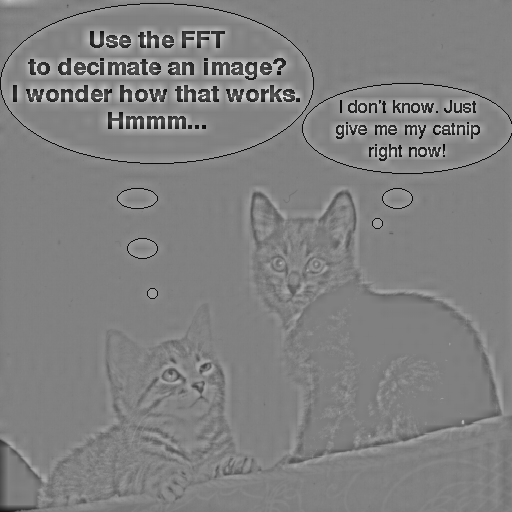 Use the FFT
to decimate an image?
I wonder how that works.
Hmmm...
I don't know. Just
give me my catnip
right now!